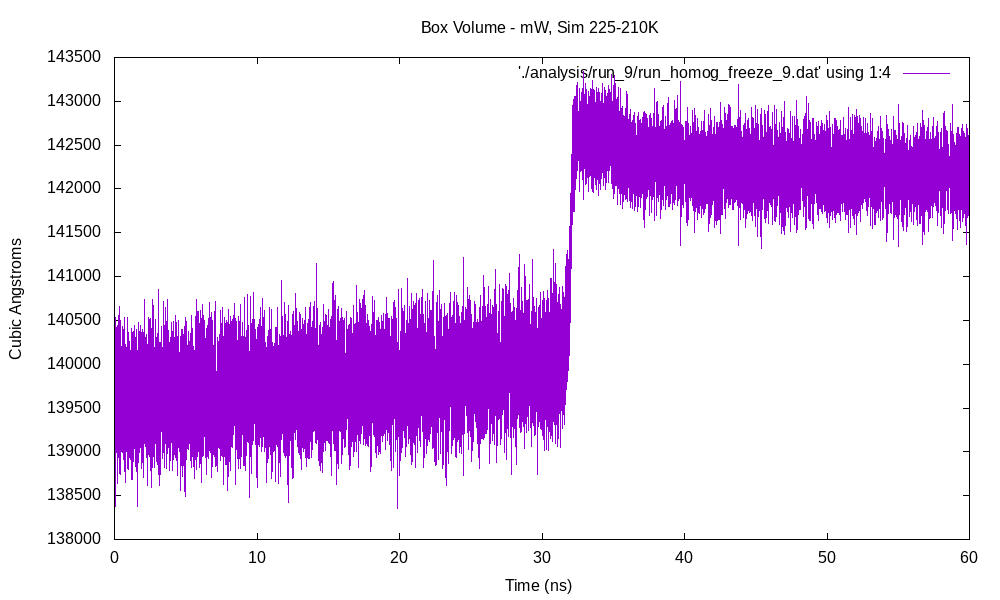 Box Volume - mW, Sim 225-210K
'./analysis/run_9/run_homog_freeze_9.dat' using 1:4
Cubic Angstroms
143500
143000
142500
142000
141500
141000
140500
140000
139500
139000
138500
138000
0 10 20 30 40 50 60
Time (ns)